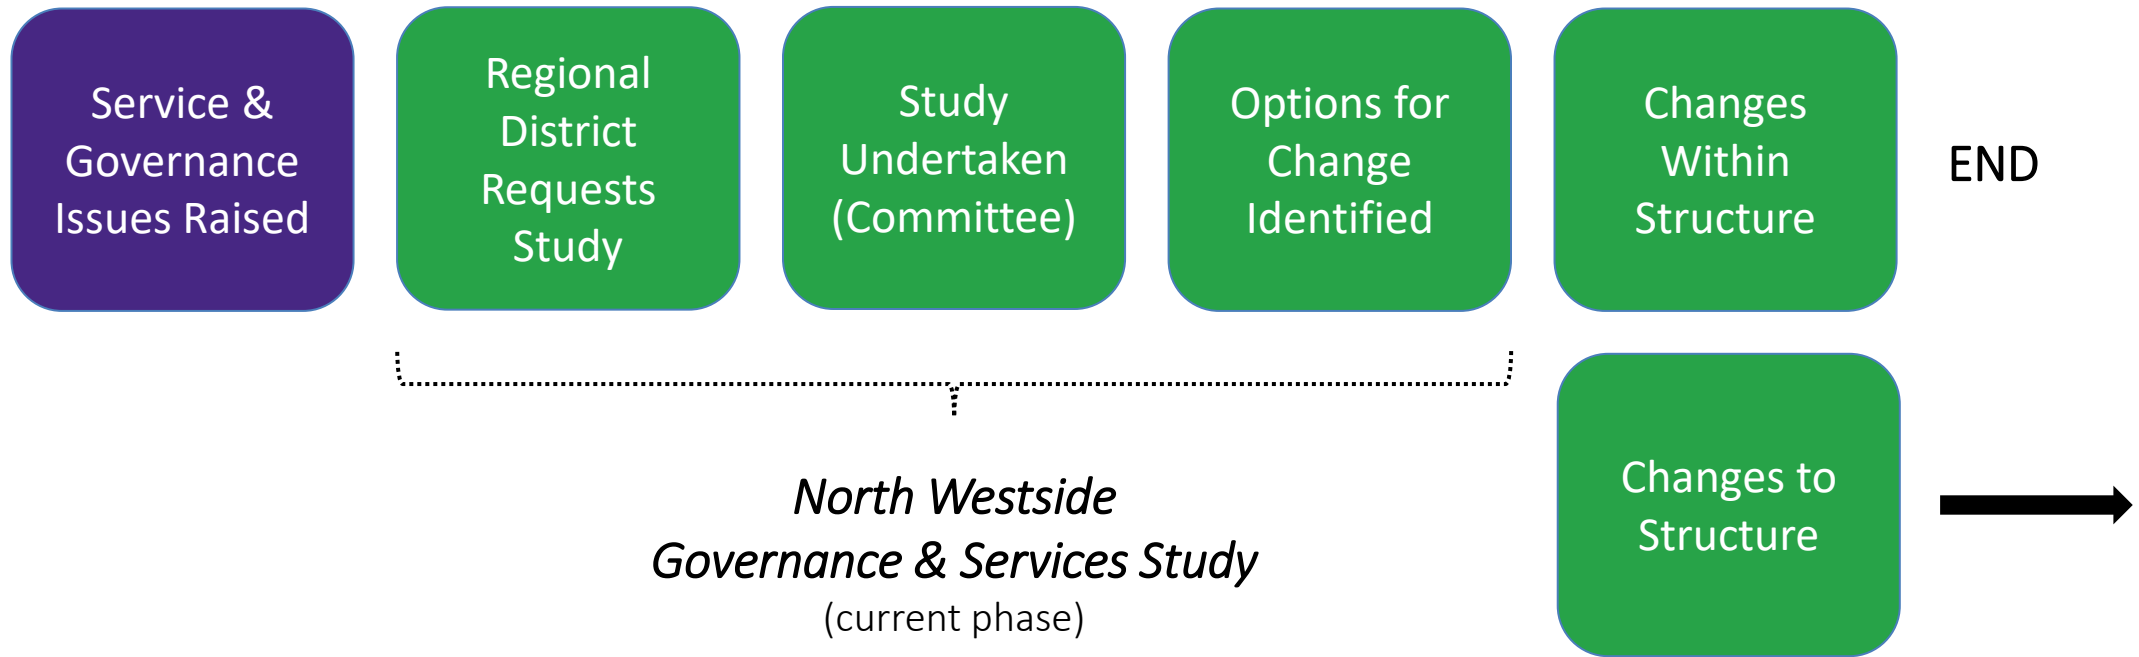 Service &
Governance
Issues Raised
Regional
District
Requests
Study
Study
Undertaken
(Committee)
Options for
Change
Identified
Changes
Within
Structure
END
North Westside
Governance & Services Study
(current phase)
Changes to
Structure